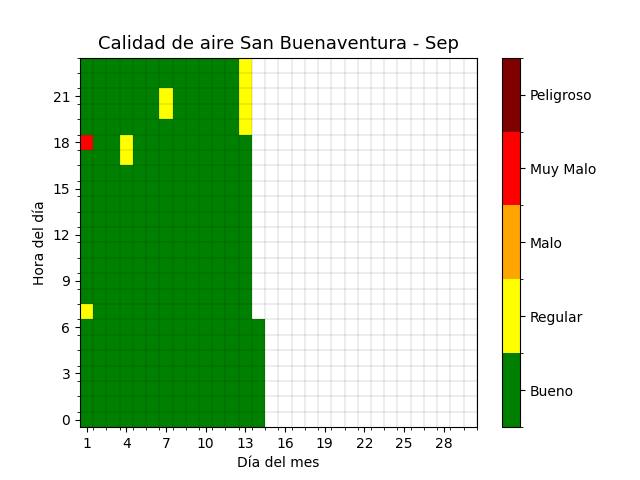 Calidad de aire San Buenaventura - Sep
Hora del día
21
18
15
12
9
6
3
0
1 4 7 10 13 16 19 22 25 28
Día del mes
Peligroso
Muy Malo
Malo
Regular
Bueno